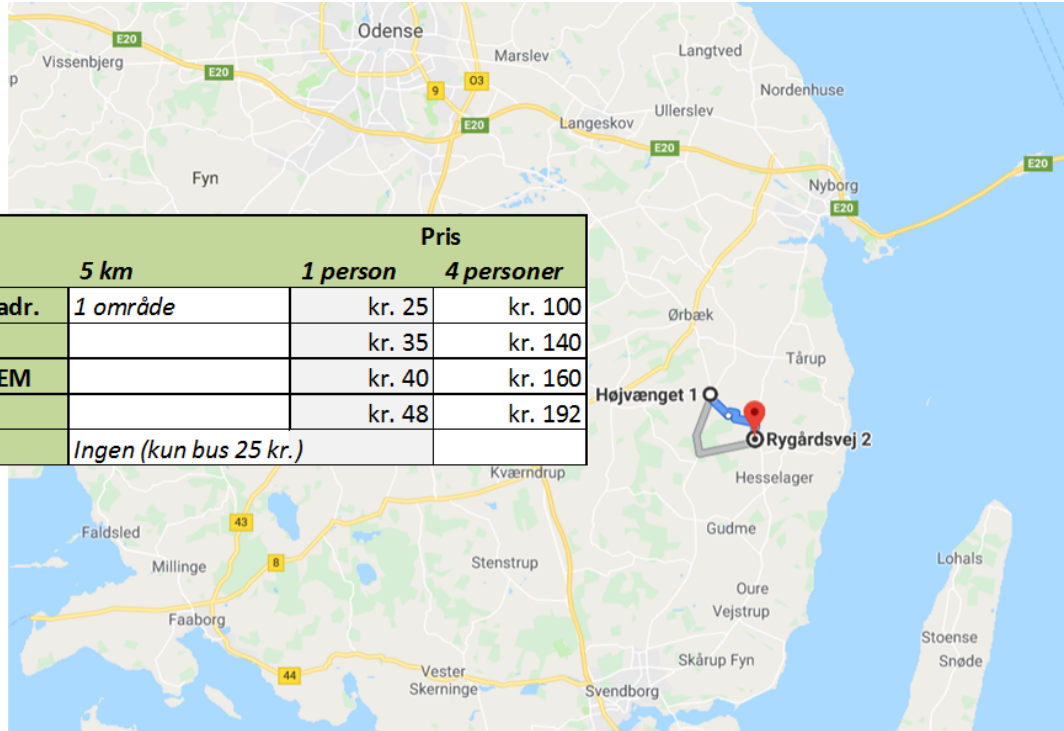 Odense
E20
Marslev
Langtved
Vissenbjerg
E20
O3
p
9
Nordenhuse
Ullerslev
E20
Langeskov
E20
E20
Fyn
Nyborg
E20
Pris
5 km 1 person 4 personer
adr. 1 område kr. 25 kr. 100
kr. 35 kr. 140
EM kr. 40 kr. 160
kr. 48 kr. 192
Ingen (kun bus 25 kr.)
Ørbæk
Tårup
Højvænget 1
Rygårdsvej 2
Kværndrup
Hesselager
43
Faldsled
Gudme
8
Millinge
Stenstrup
Lohals
Oure
Vejstrup
Faaborg
Stoense
Snøde
Skårup Fyn
44
Vester
Skerninge
Svendborg